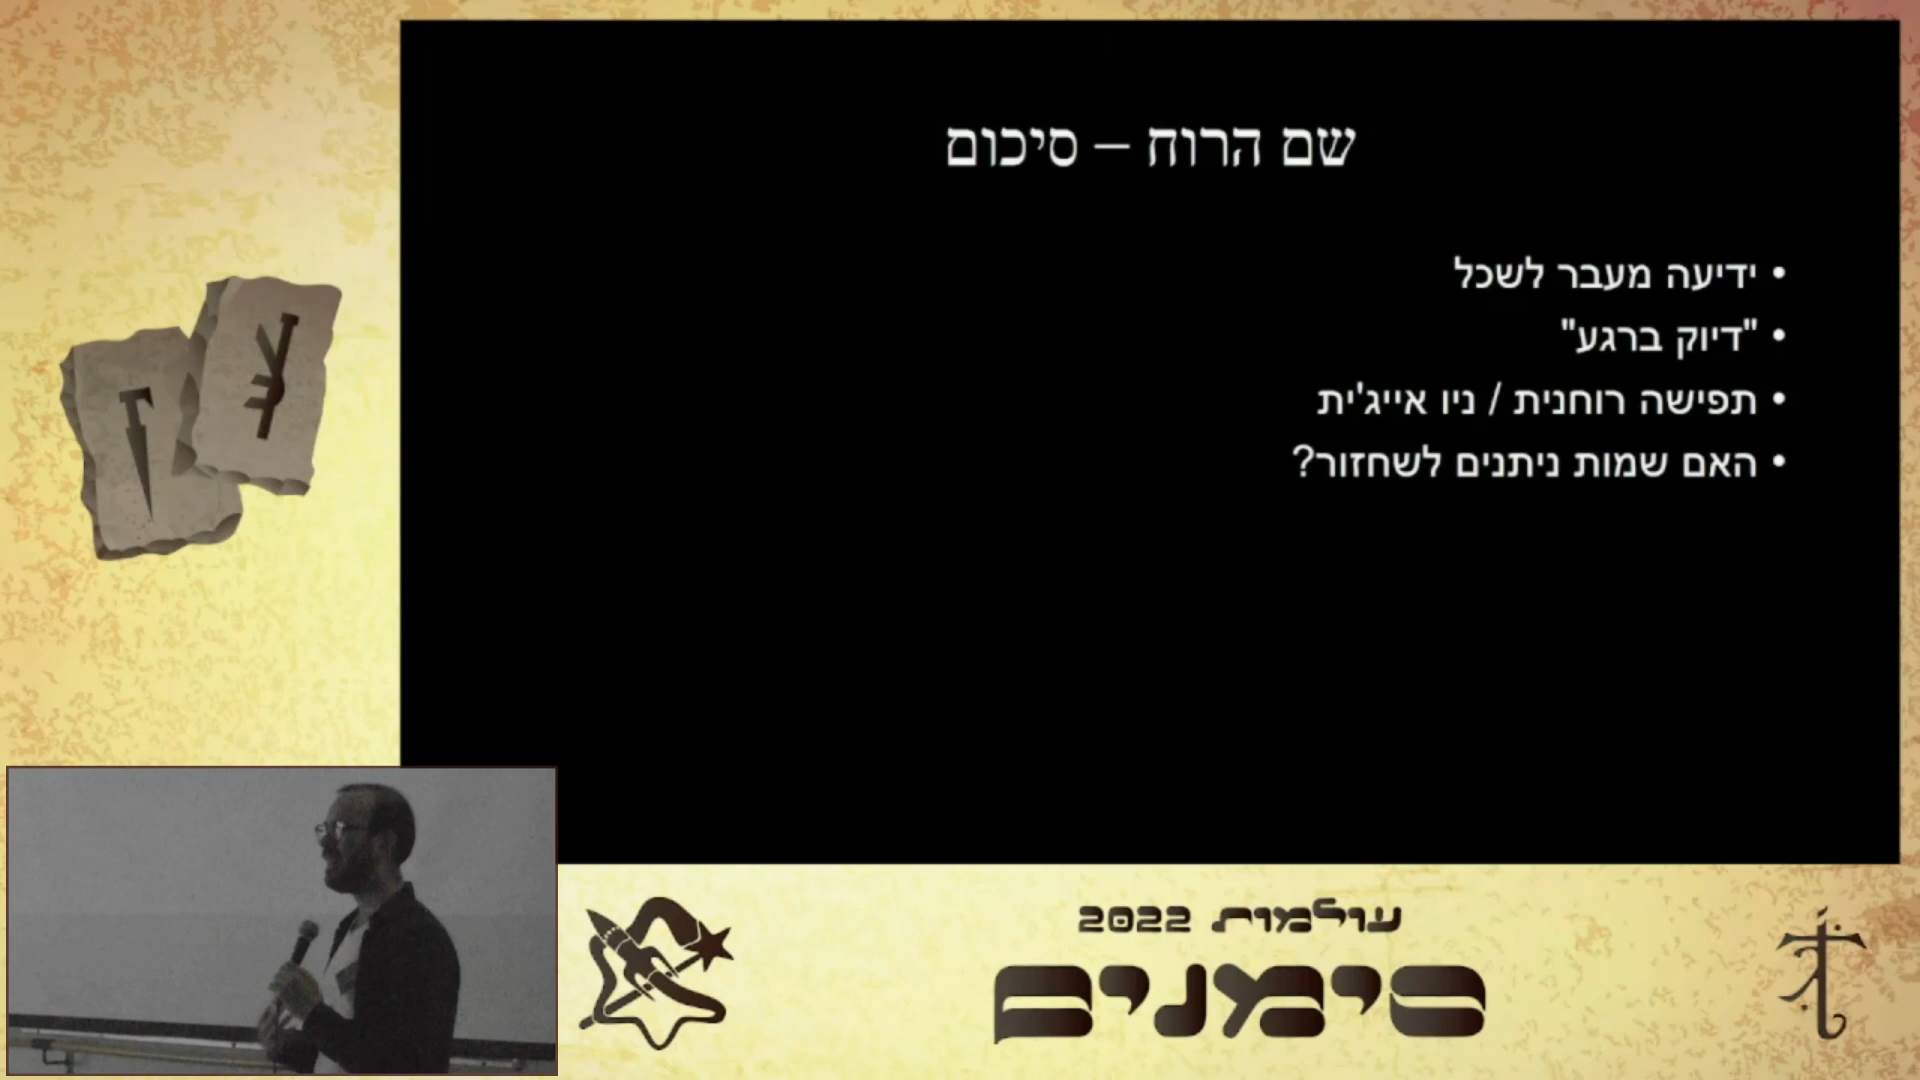 שם הרוח – סיכום
• ידיעה מעבר לשכל
• "דיוק ברגע"
• תפישה רוחנית / ניו אייג'ית
• האם שמות ניתנים לשחזור?
עולמות 2022
סימנים